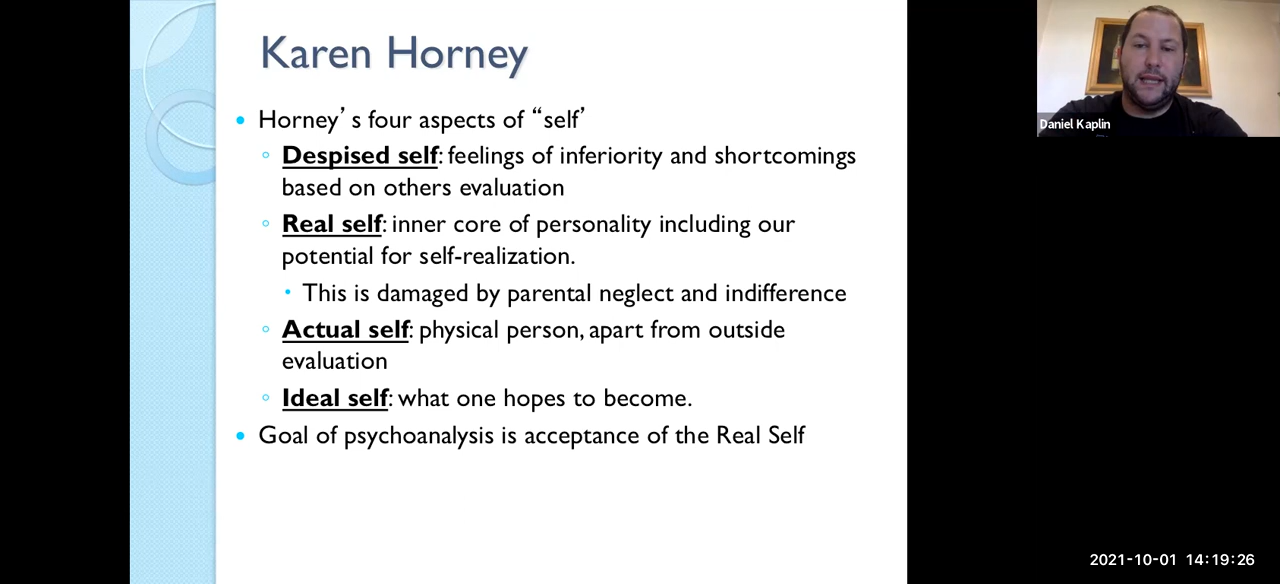 Karen Horney
• Horney’ s four aspects of “self’
◦ Despised self: feelings of inferiority and shortcomings
based on others evaluation
◦ Real self: inner core of personality including our
potential for self-realization.
• This is damaged by parental neglect and indifference
◦ Actual self: physical person, apart from outside
evaluation
◦ Ideal self: what one hopes to become.
• Goal of psychoanalysis is acceptance of the Real Self
Daniel Kaplin
2021-10-01 14:19:26